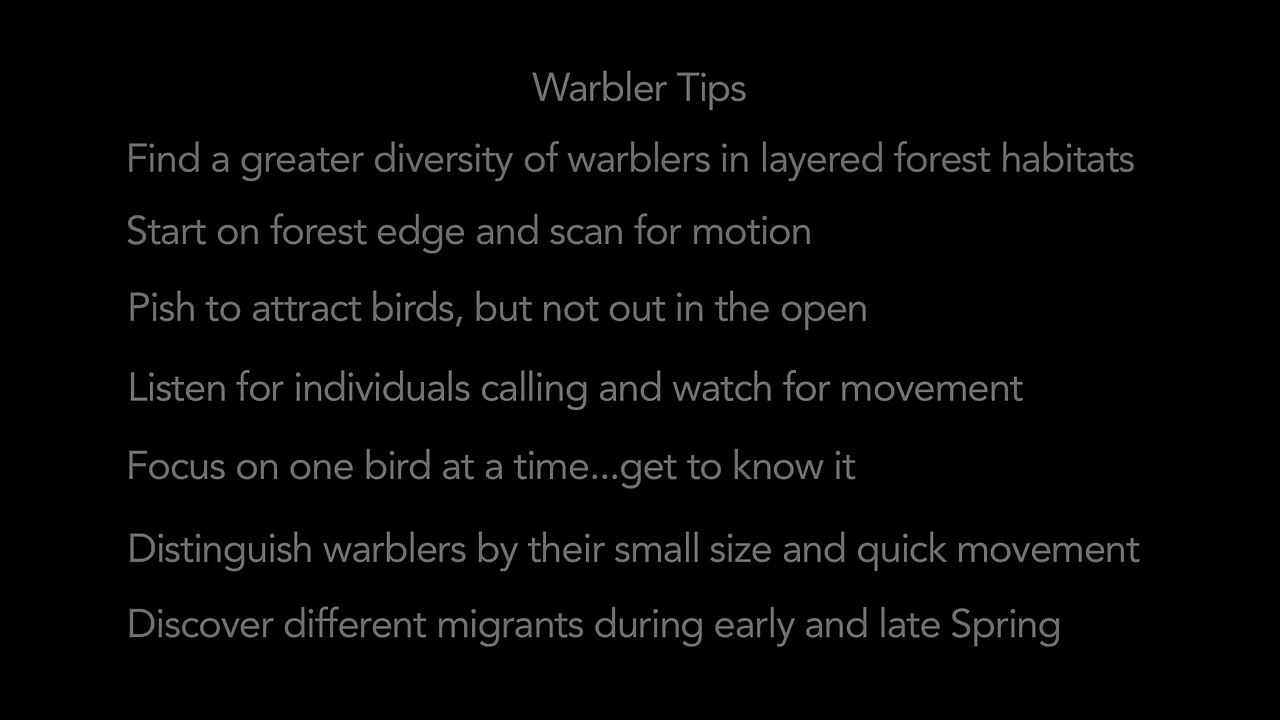 Warbler Tips
Find a greater diversity of warblers in layered forest habitats
Start on forest edge and scan for motion
Pish to attract birds, but not out in the open
Listen for individuals calling and watch for movement
Focus on one bird at a time...get to know it
Distinguish warblers by their small size and quick movement
Discover different migrants during early and late Spring